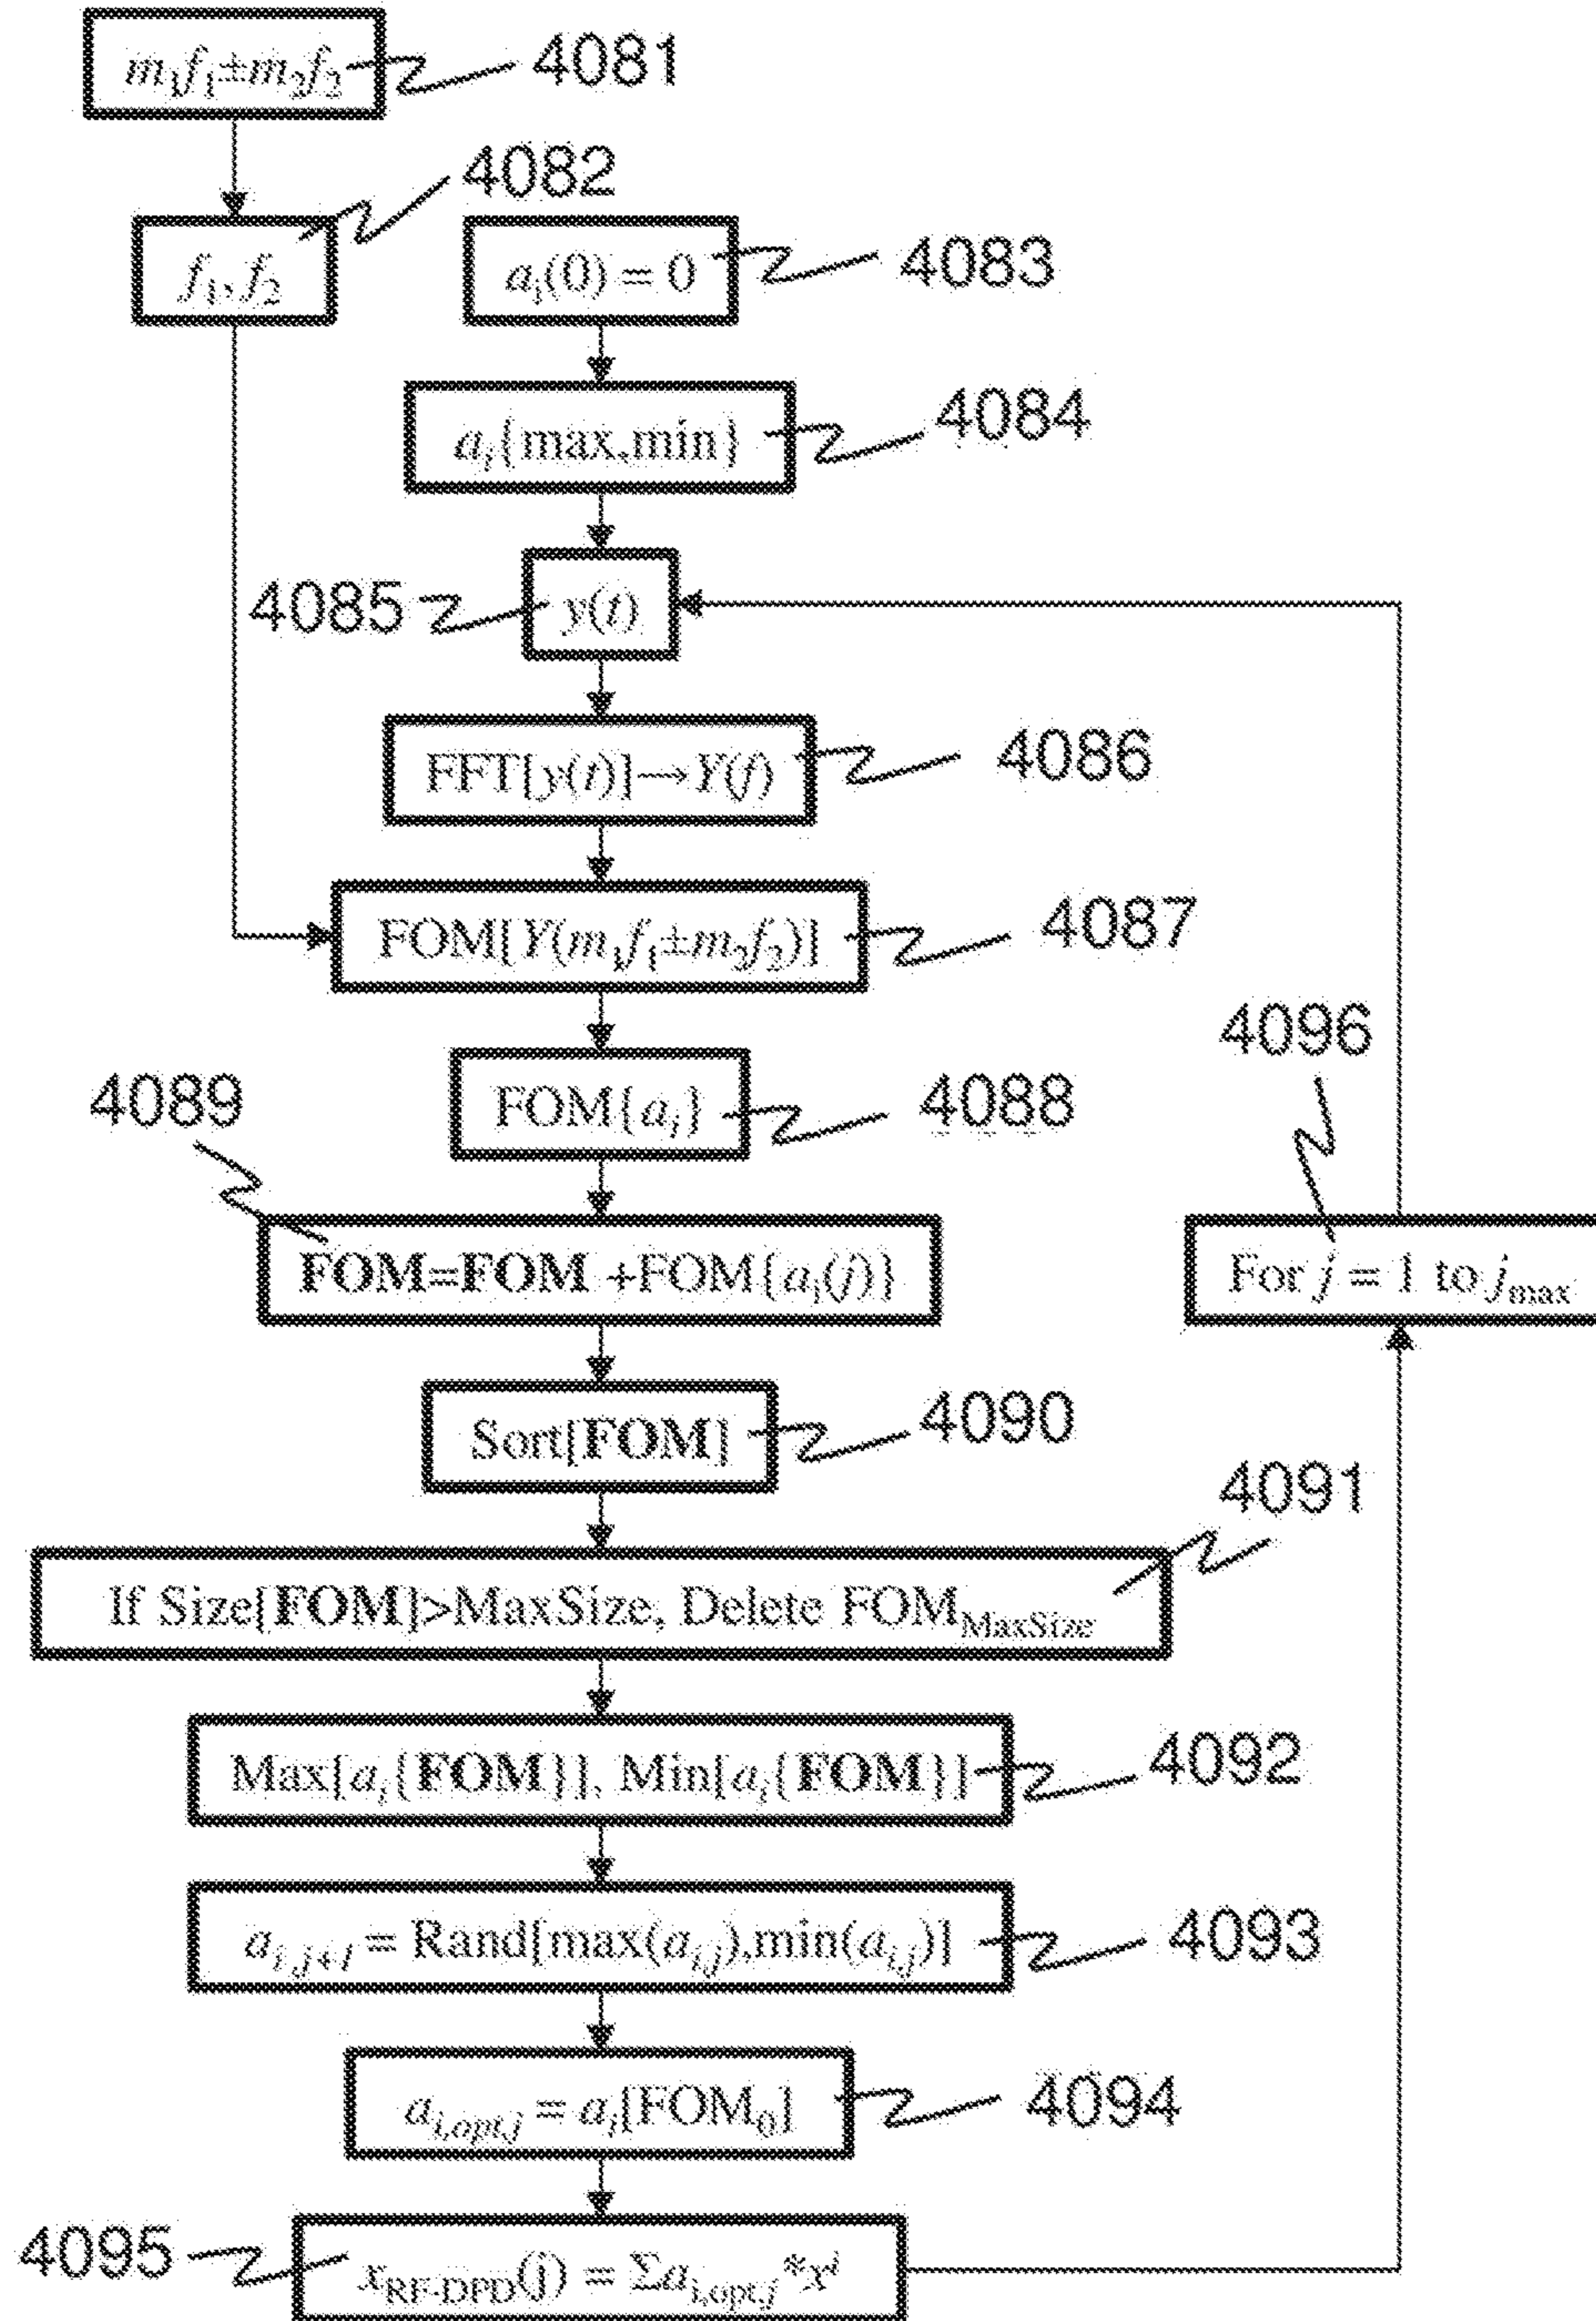 m₁f₁±m₂f₂ 4081
4082
f₁, f₂
aᵢ(0) = 0 4083
aᵢ{max,min} 4084
4085 y(t)
FFT[y(t)]→Y(f) 4086
FOM[Y(m₁f₁±m₂f₂)] 4087
FOM{aᵢ} 4088
4089
4096
FOM=FOM +FOM{aᵢ(j)}
For j = 1 to jmax
Sort[FOM] 4090
4091
If Size[FOM]>MaxSize, Delete FOMMaxSize
Max[aᵢ{FOM}], Min[aᵢ{FOM}] 4092
ai,j+1 = Rand[max(ai,j),min(ai,j)] 4093
ai,opt,j = aᵢ[FOM₀] 4094
4095 xRF-DPD(j) = Σai,opt,j*xⁱ